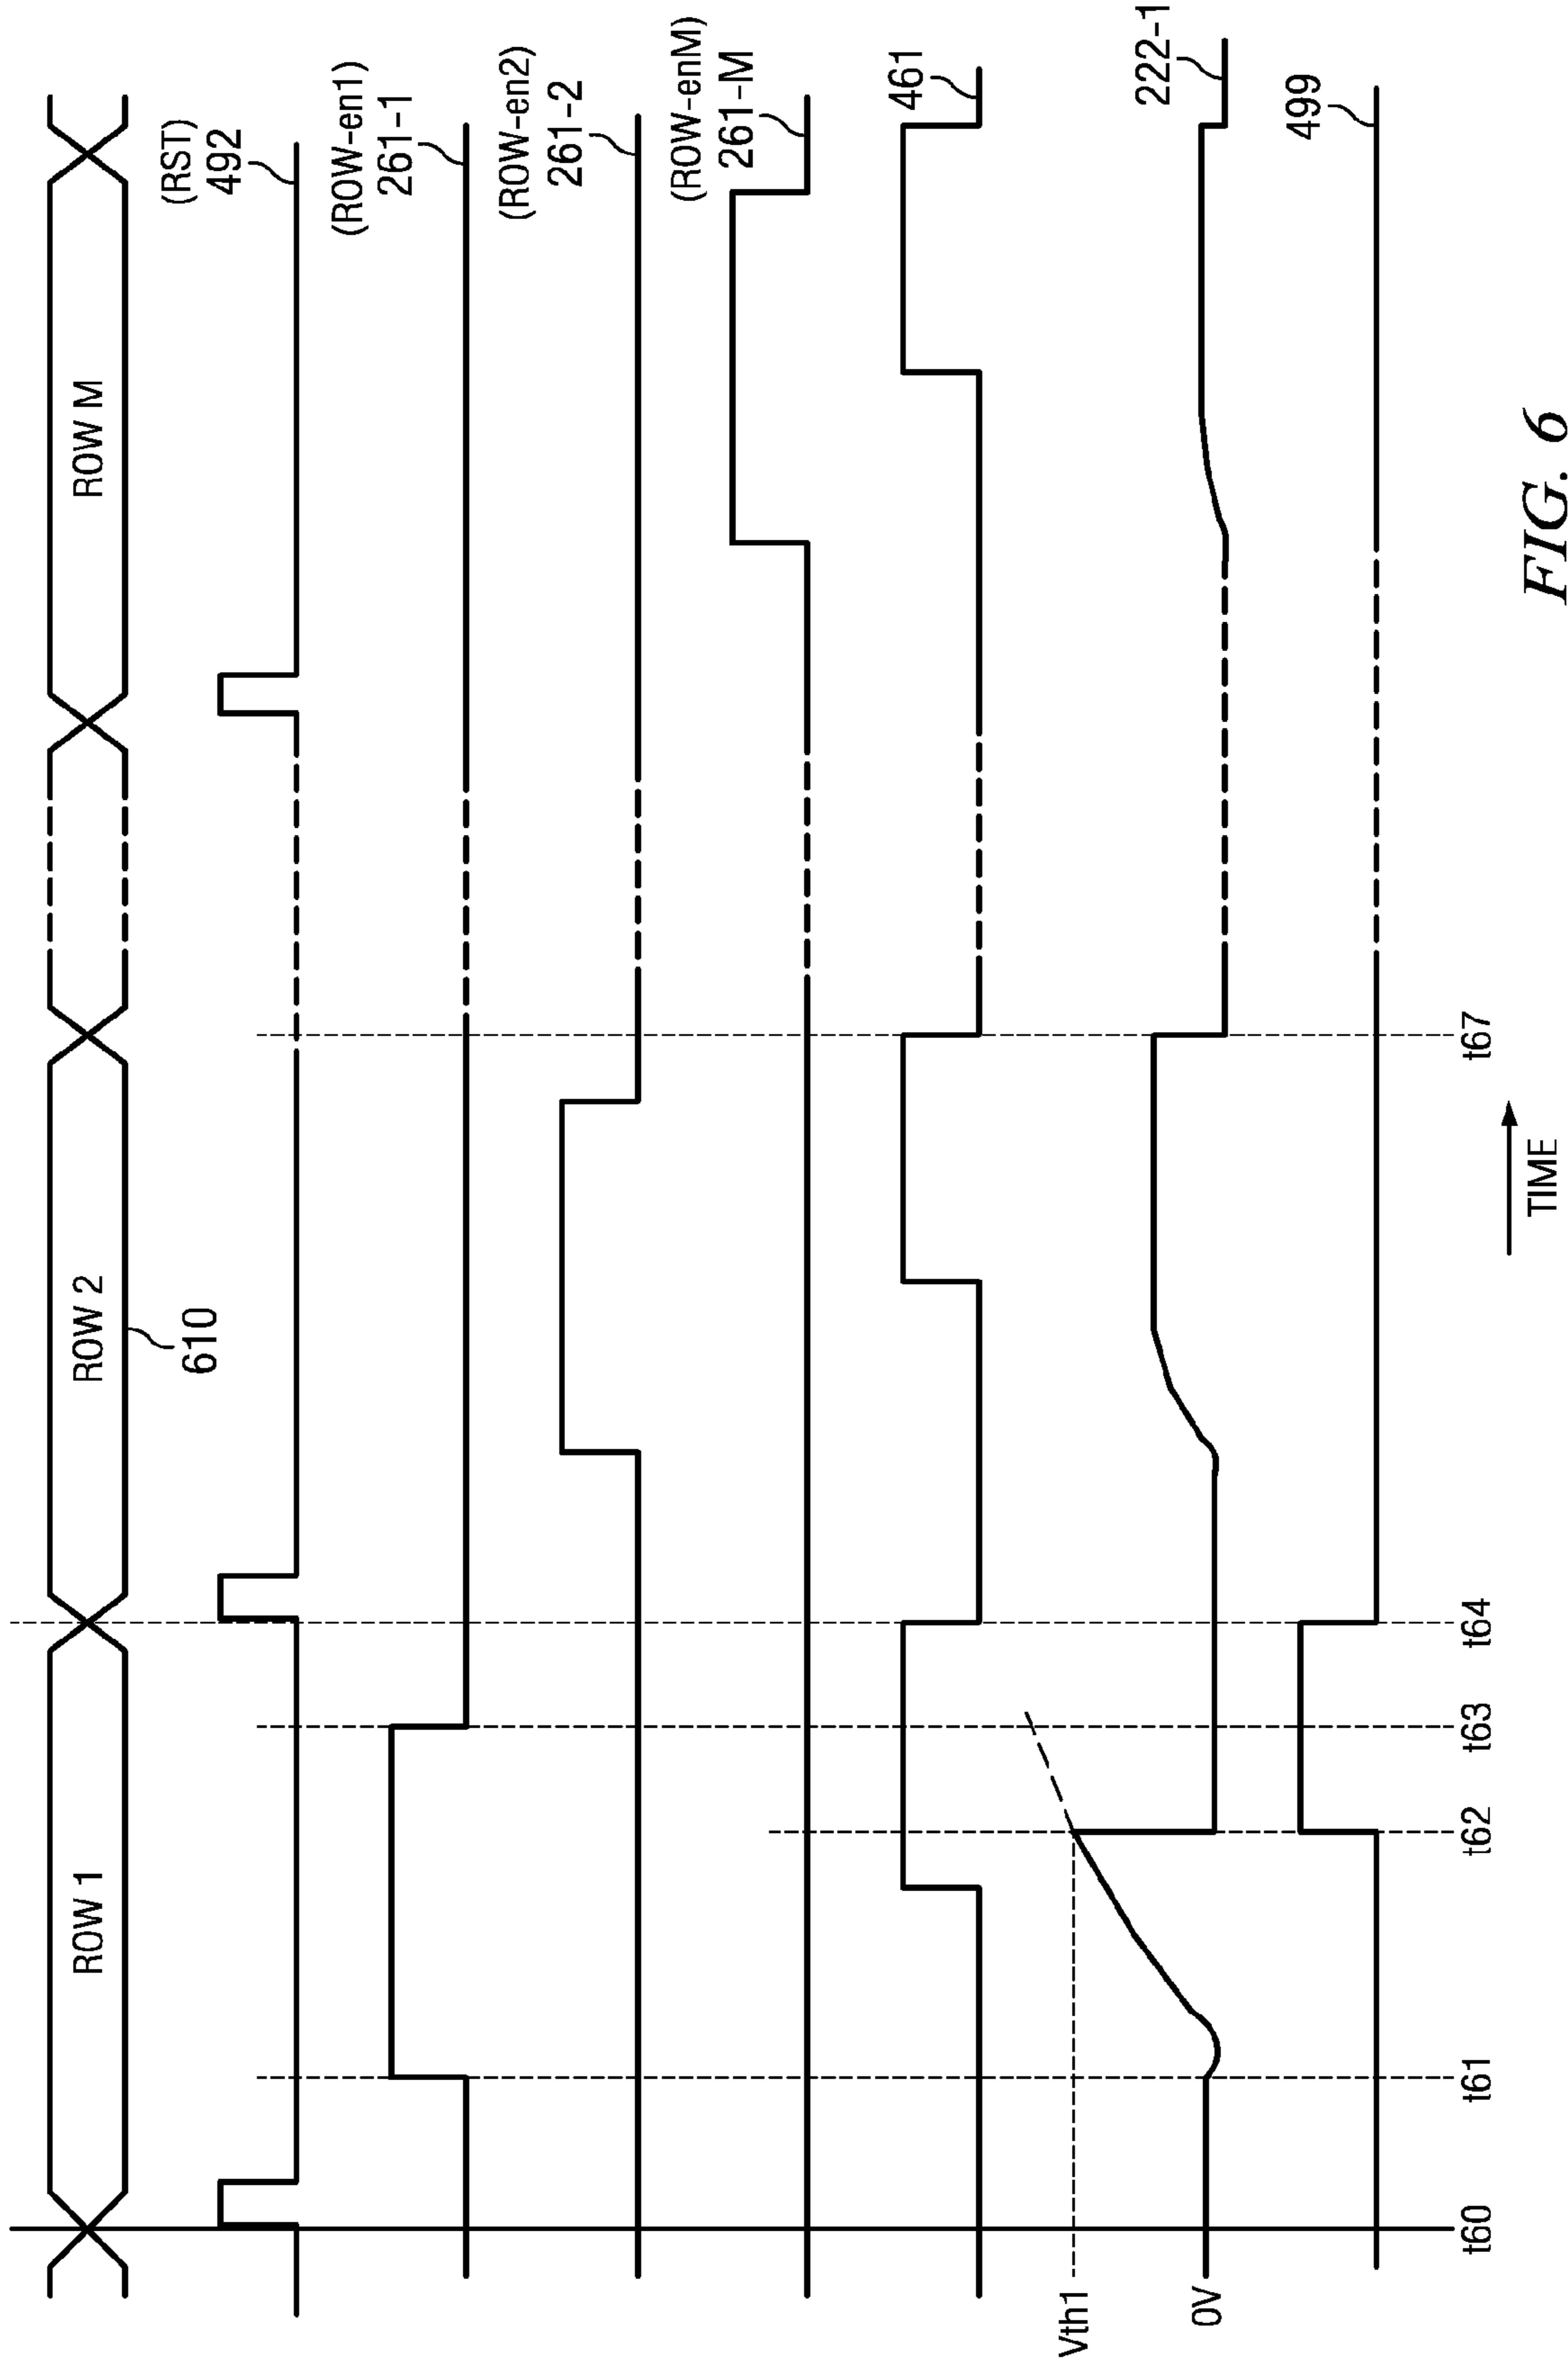 ROW 1
ROW 2
ROW M
610
(RST)
492
(ROW-en1)
261-1
(ROW-en2)
261-2
(ROW-enM)
261-M
461
Vth1
222-1
0V
499
t60
t61
t62
t63
t64
t67
TIME
FIG. 6